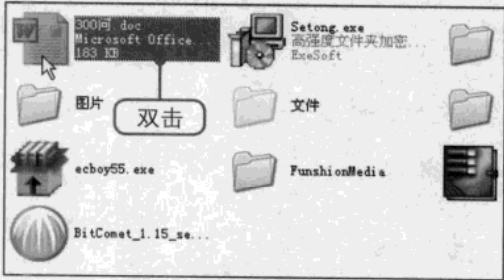 300问.doc
Microsoft Office...
183 KB
Setong.exe
高强度文件夹加密...
ExeSoft
图片
双击
文件
ecboy55.exe
FunshionMedia
BitComet_1.15_se...